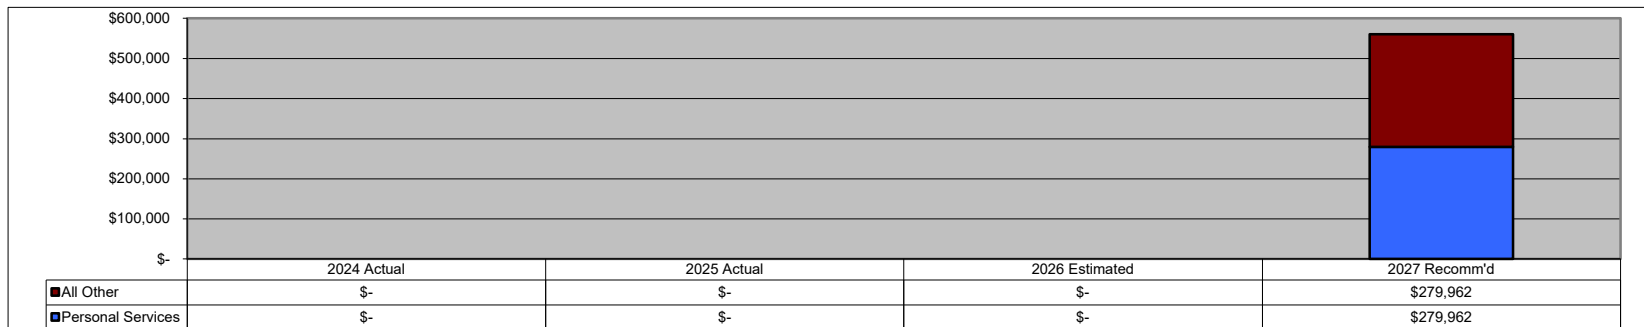 $600,000
$500,000
$400,000
$300,000
$200,000
$100,000
$-
2024 Actual 2025 Actual 2026 Estimated 2027 Recomm'd
All Other $- $- $- $279,962
Personal Services $- $- $- $279,962